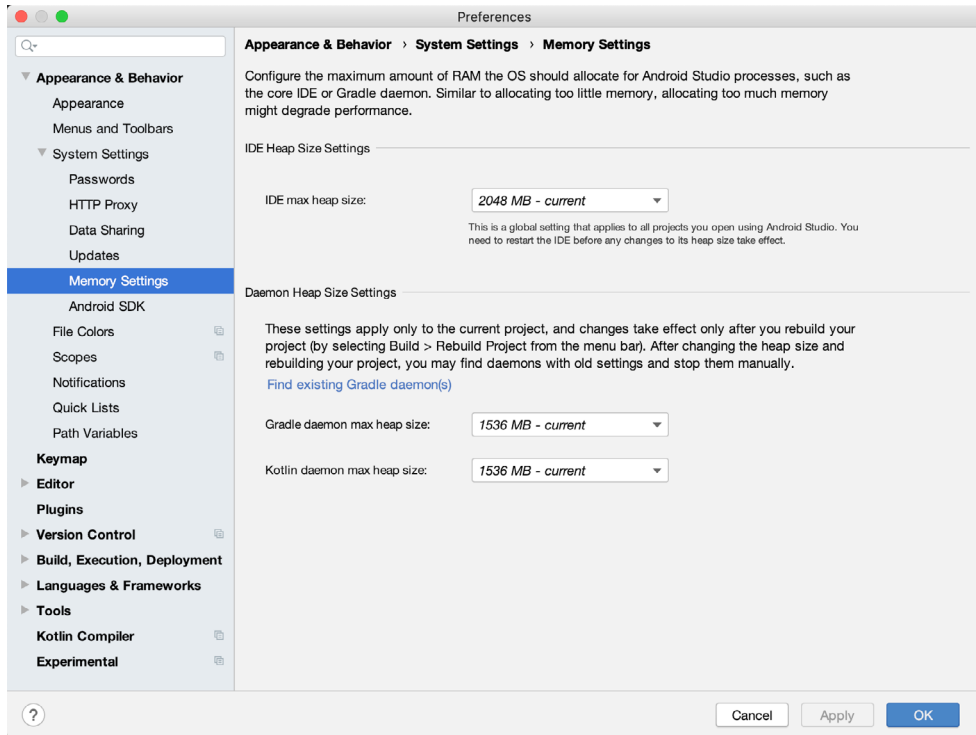 Preferences
Appearance & Behavior
Appearance
Menus and Toolbars
System Settings
Passwords
HTTP Proxy
Data Sharing
Updates
Memory Settings
Android SDK
File Colors
Scopes
Notifications
Quick Lists
Path Variables
Keymap
Editor
Plugins
Version Control
Build, Execution, Deployment
Languages & Frameworks
Tools
Kotlin Compiler
Experimental
Appearance & Behavior › System Settings › Memory Settings
Configure the maximum amount of RAM the OS should allocate for Android Studio processes, such as
the core IDE or Gradle daemon. Similar to allocating too little memory, allocating too much memory
might degrade performance.
IDE Heap Size Settings
IDE max heap size: 2048 MB - current
This is a global setting that applies to all projects you open using Android Studio. You
need to restart the IDE before any changes to its heap size take effect.
Daemon Heap Size Settings
These settings apply only to the current project, and changes take effect only after you rebuild your
project (by selecting Build > Rebuild Project from the menu bar). After changing the heap size and
rebuilding your project, you may find daemons with old settings and stop them manually.
Find existing Gradle daemon(s)
Gradle daemon max heap size: 1536 MB - current
Kotlin daemon max heap size: 1536 MB - current
? Cancel Apply OK